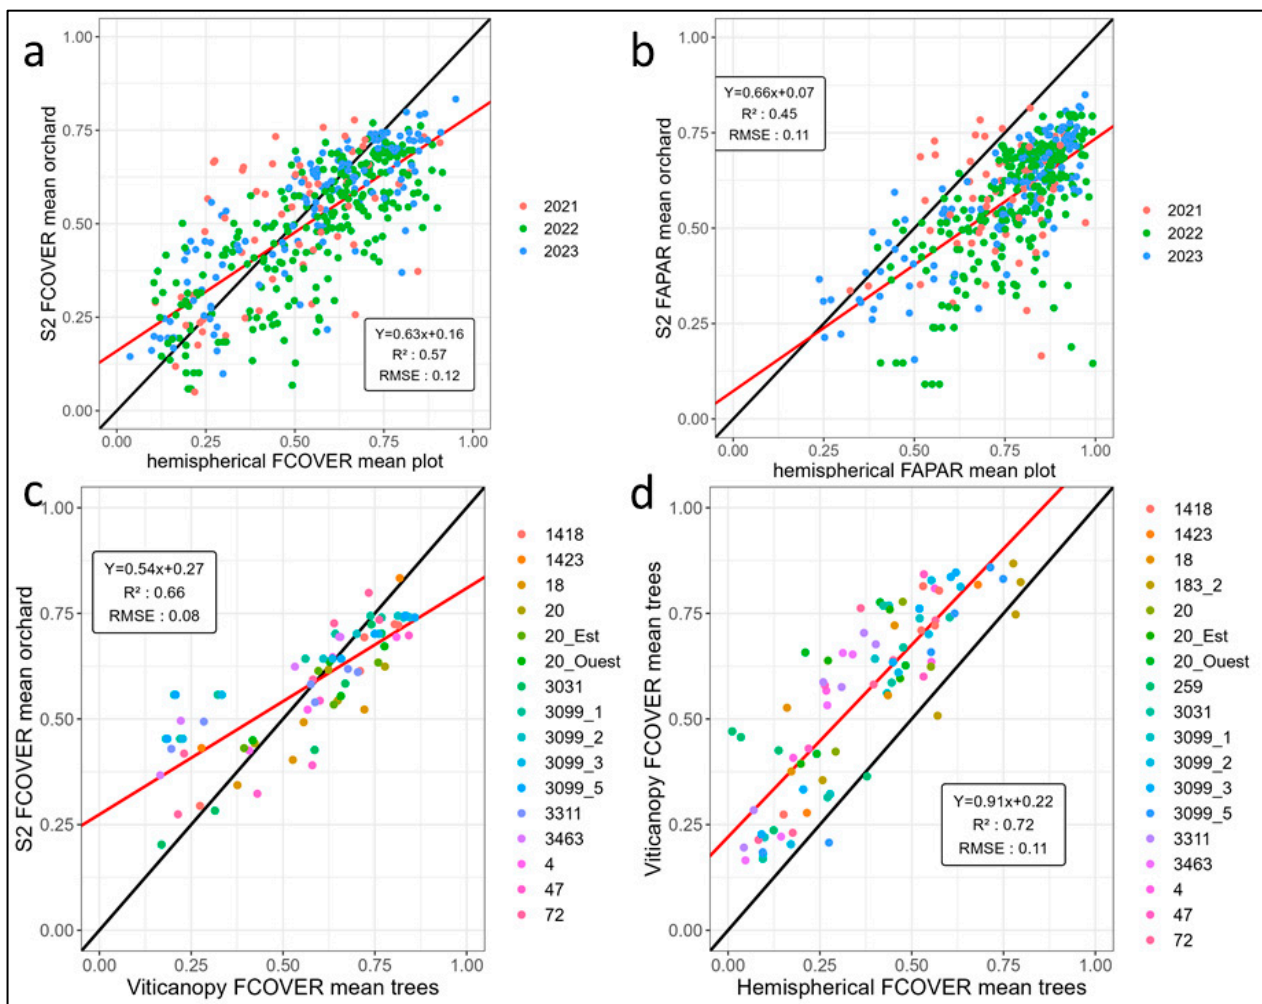 a
1.00
0.75
0.50
0.25
0.00
S2 FCOVER mean orchard
Y=0.63x+0.16
R² : 0.57
RMSE : 0.12
0.00 0.25 0.50 0.75 1.00
hemispherical FCOVER mean plot
2021
2022
2023
b
1.00
0.75
0.50
0.25
0.00
S2 FAPAR mean orchard
Y=0.66x+0.07
R² : 0.45
RMSE : 0.11
0.00 0.25 0.50 0.75 1.00
hemispherical FAPAR mean plot
2021
2022
2023
c
1.00
0.75
0.50
0.25
0.00
S2 FCOVER mean orchard
Y=0.54x+0.27
R² : 0.66
RMSE : 0.08
0.00 0.25 0.50 0.75 1.00
Viticanopy FCOVER mean trees
1418
1423
18
20
20_Est
20_Ouest
3031
3099_1
3099_2
3099_3
3099_5
3311
3463
4
47
72
d
1.00
0.75
0.50
0.25
0.00
Viticanopy FCOVER mean trees
Y=0.91x+0.22
R² : 0.72
RMSE : 0.11
0.00 0.25 0.50 0.75 1.00
Hemispherical FCOVER mean trees
1418
1423
18
183_2
20
20_Est
20_Ouest
259
3031
3099_1
3099_2
3099_3
3099_5
3311
3463
4
47
72